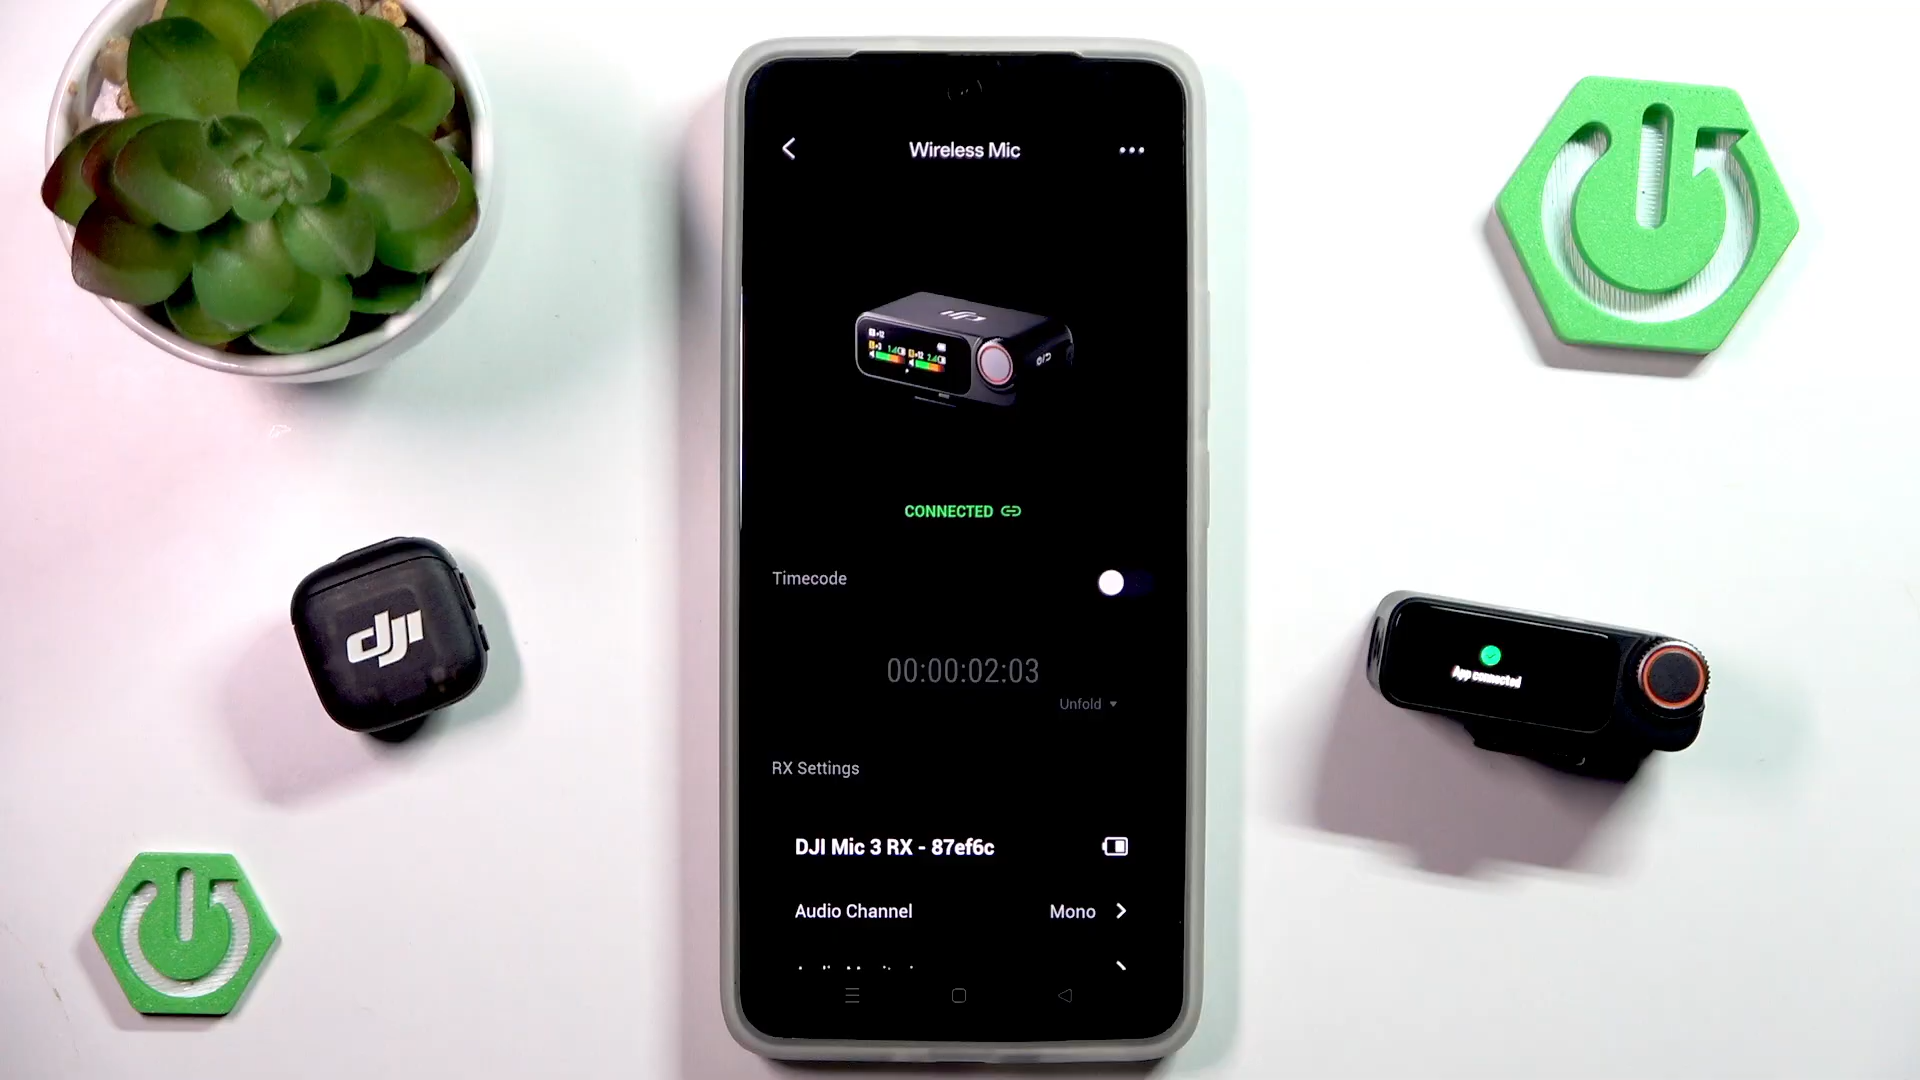 Wireless Mic
dji
CONNECTED
Timecode
00:00:02:03
Unfold
RX Settings
DJI Mic 3 RX - 87ef6c
Audio Channel
Mono
dji
App connected